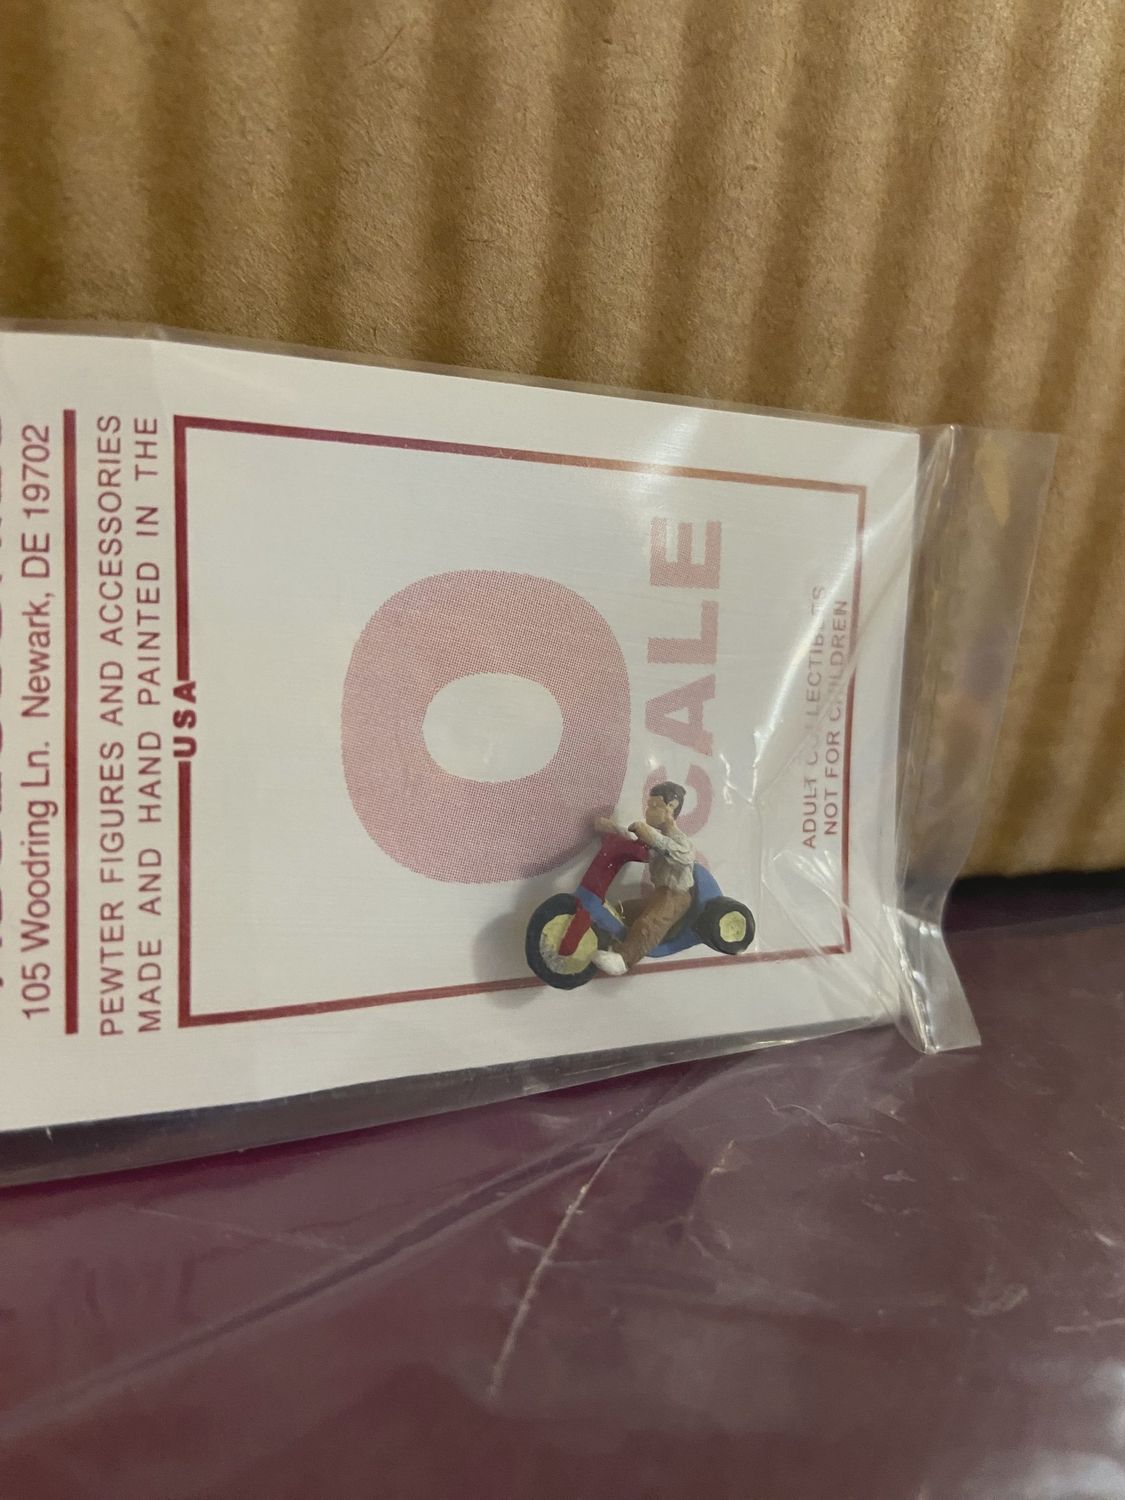 105 Woodring Ln. Newark, DE 19702
PEWTER FIGURES AND ACCESSORIES
MADE AND HAND PAINTED IN THE
USA
O
SCALE
ADULT COLLECTIBLES
NOT FOR CHILDREN